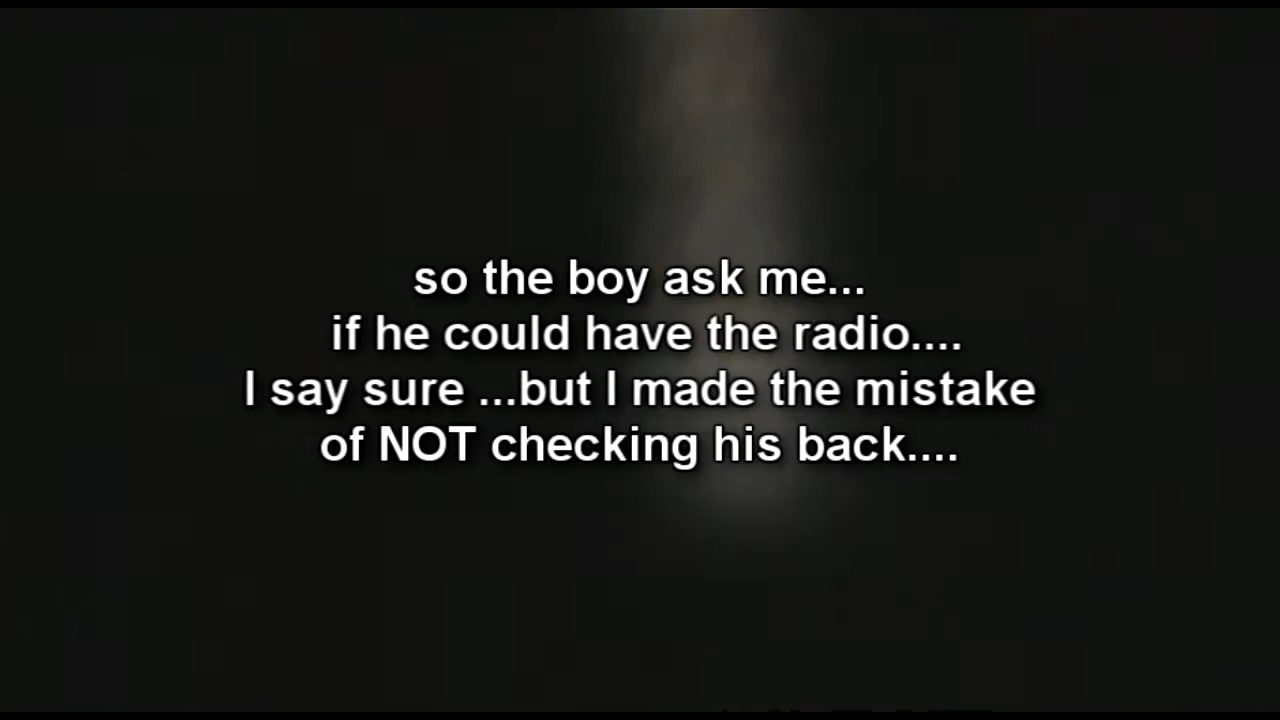 so the boy ask me...
if he could have the radio....
I say sure ...but I made the mistake
of NOT checking his back....